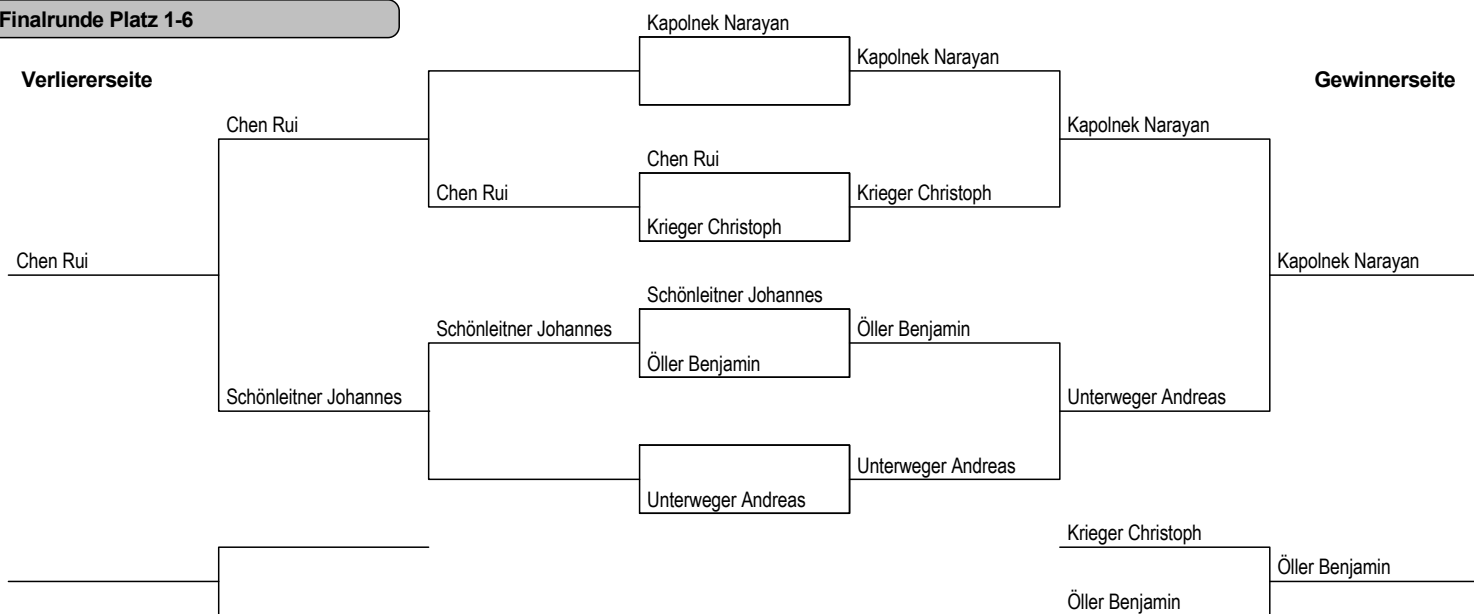 Finalrunde Platz 1-6
Kapolnek Narayan
Kapolnek Narayan
Verliererseite
Gewinnerseite
Chen Rui
Kapolnek Narayan
Chen Rui
Chen Rui
Krieger Christoph
Krieger Christoph
Chen Rui
Kapolnek Narayan
Schönleitner Johannes
Schönleitner Johannes
Öller Benjamin
Öller Benjamin
Schönleitner Johannes
Unterweger Andreas
Unterweger Andreas
Unterweger Andreas
Krieger Christoph
Öller Benjamin
Öller Benjamin